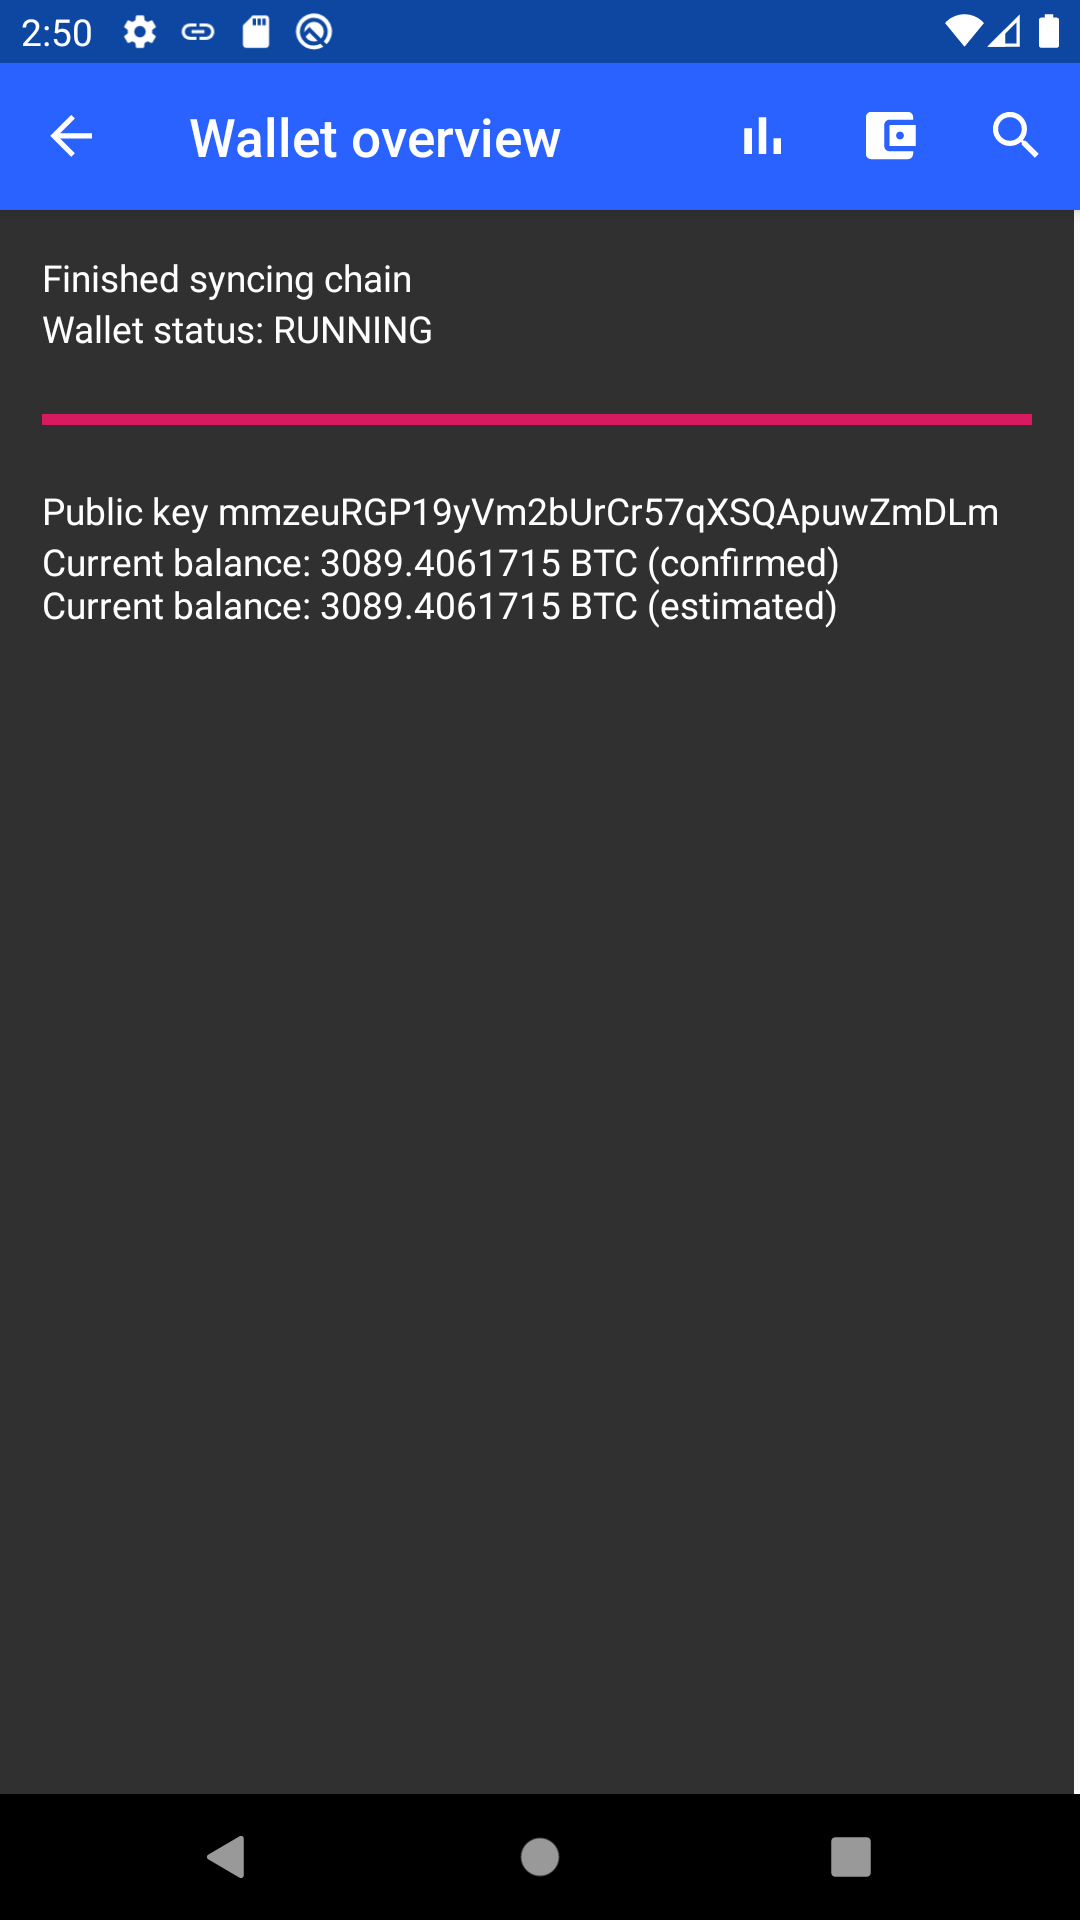 2:50
Wallet overview
Finished syncing chain
Wallet status: RUNNING
Public key mmzeuRGP19yVm2bUrCr57qXSQApuwZmDLm
Current balance: 3089.4061715 BTC (confirmed)
Current balance: 3089.4061715 BTC (estimated)